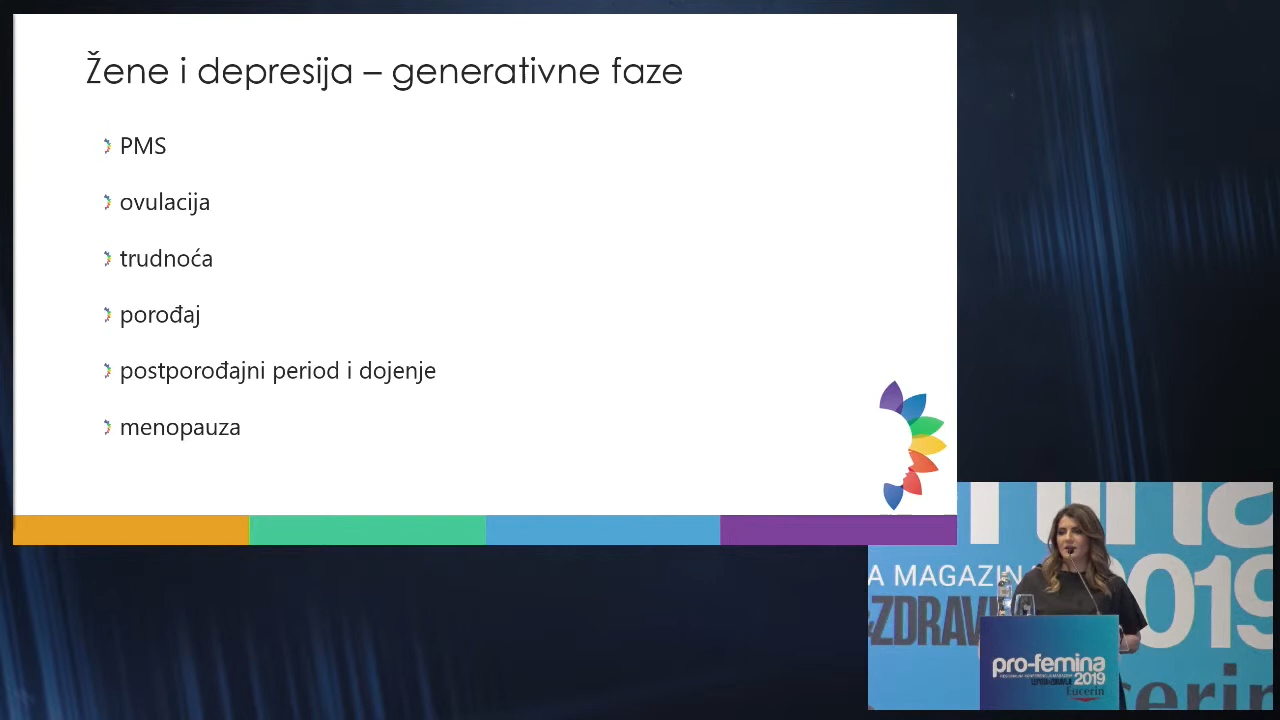 Žene i depresija – generativne faze
PMS
ovulacija
trudnoća
porođaj
postporođajni period i dojenje
menopauza
A MAGAZIN
2019
ZDRAV
pro-femina
2019
Eucerin